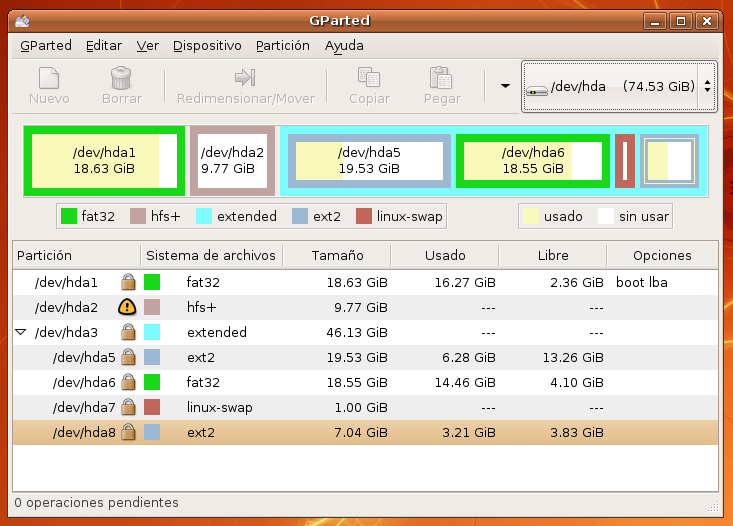 GParted
GParted Editar Ver Dispositivo Partición Ayuda
Nuevo Borrar Redimensionar/Mover Copiar Pegar /dev/hda (74.53 GiB)
/dev/hda1 /dev/hda2 /dev/hda5 /dev/hda6
18.63 GiB 9.77 GiB 19.53 GiB 18.55 GiB
fat32 hfs+ extended ext2 linux-swap usado sin usar
Partición Sistema de archivos Tamaño Usado Libre Opciones
/dev/hda1 fat32 18.63 GiB 16.27 GiB 2.36 GiB boot lba
/dev/hda2 hfs+ 9.77 GiB --- ---
/dev/hda3 extended 46.13 GiB
/dev/hda5 ext2 19.53 GiB 6.28 GiB 13.26 GiB
/dev/hda6 fat32 18.55 GiB 14.46 GiB 4.10 GiB
/dev/hda7 linux-swap 1.00 GiB --- ---
/dev/hda8 ext2 7.04 GiB 3.21 GiB 3.83 GiB
0 operaciones pendientes